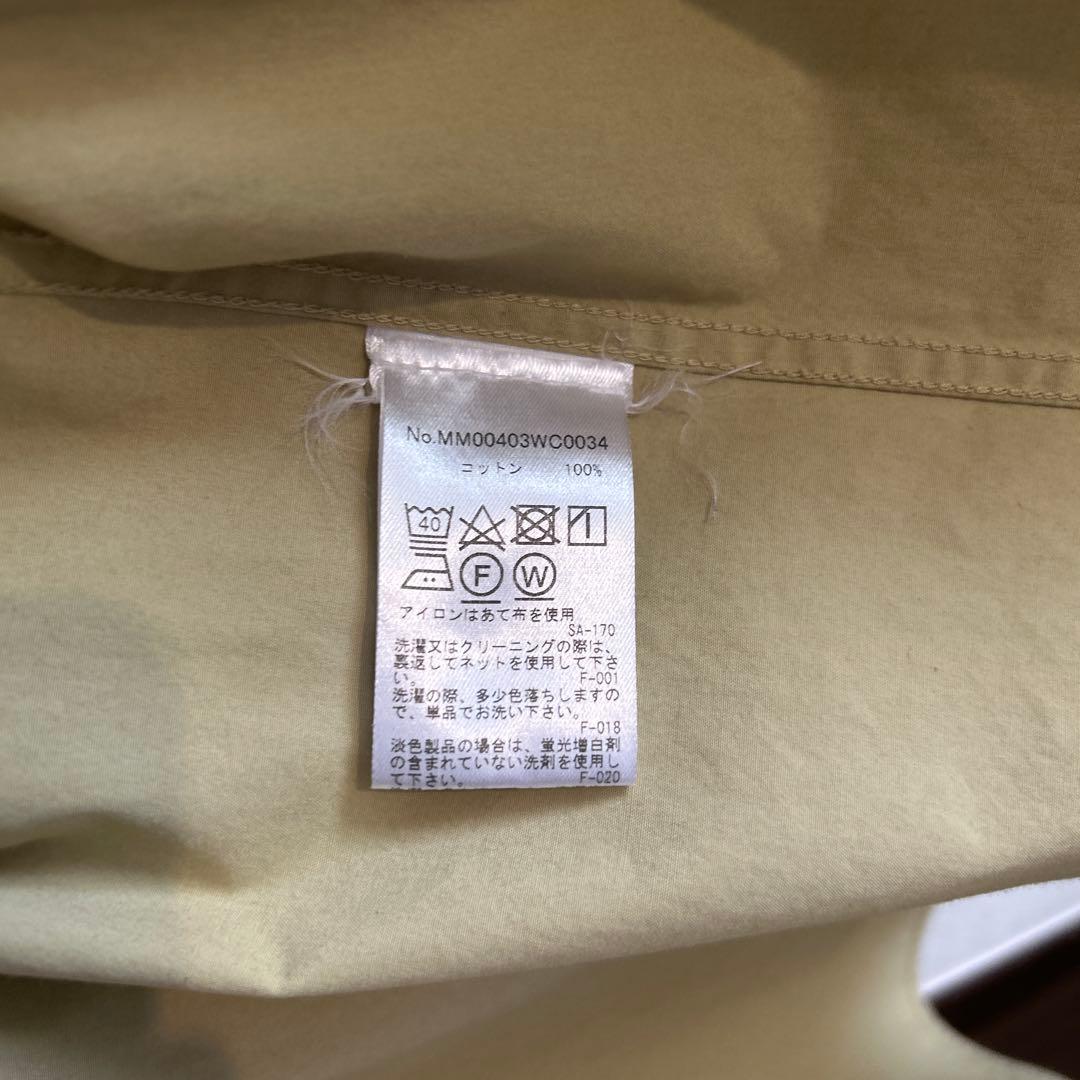 No.MM00403WC0034
コットン 100%
40
F W
アイロンはあて布を使用
SA-170
洗濯又はクリーニングの際は、
裏返してネットを使用して下さ
い。 F-001
洗濯の際、多少色落ちしますの
で、単品でお洗い下さい。
F-018
淡色製品の場合は、蛍光増白剤
の含まれていない洗剤を使用し
て下さい。 F-020